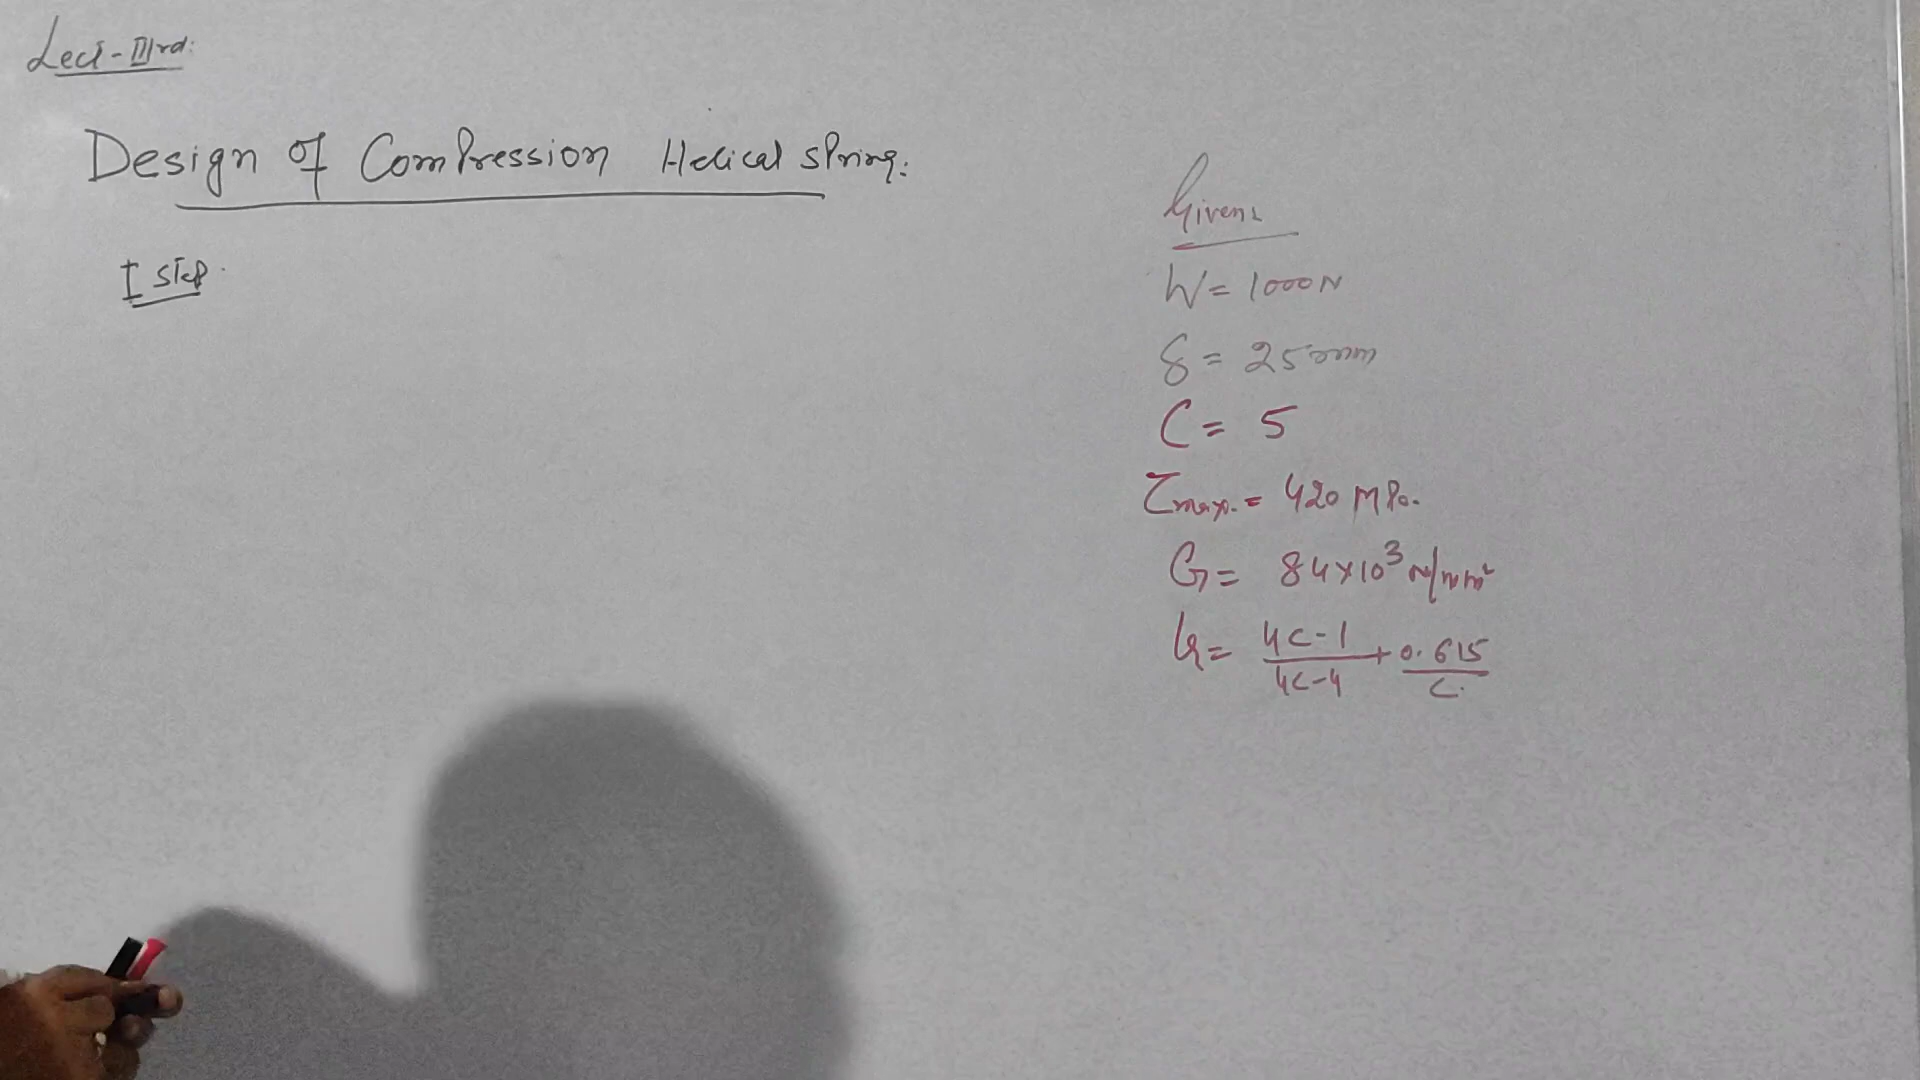 Lect-IIIrd:
Design of Compression Helical spring:
I step.
Given:
W = 1000N
δ = 25mm
C = 5
τmax. = 420 MPa.
G = 84×10³ N/mm²
k = 4C-1/4C-4 + 0.615/C.